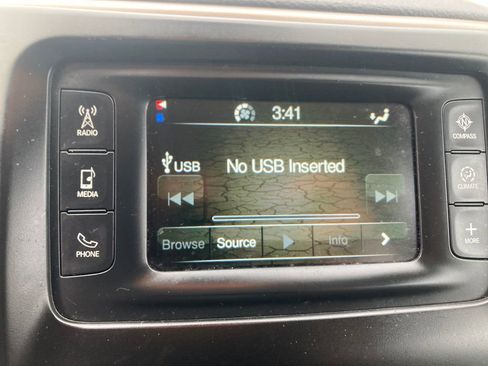 3:41
RADIO
COMPASS
USB No USB Inserted
MEDIA
CLIMATE
Browse Source Info
PHONE
MORE